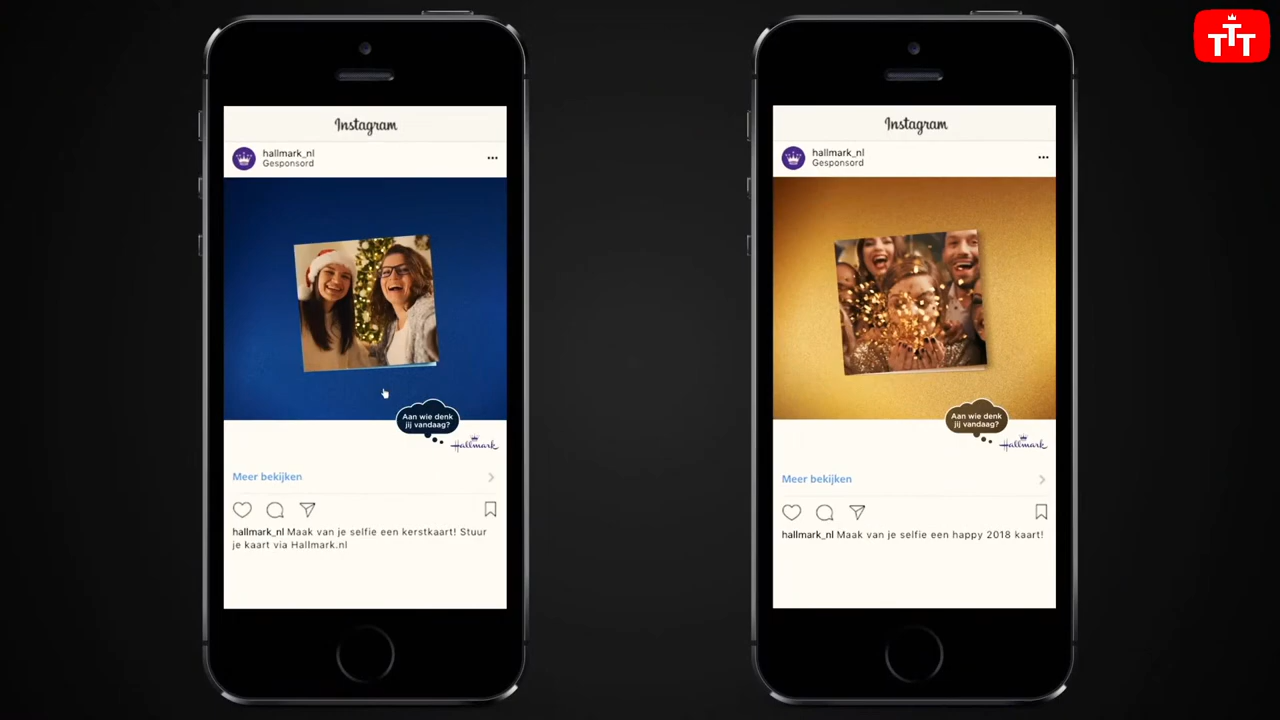 TTT
Instagram
hallmark_nl
Gesponsord
Aan wie denk
jij vandaag?
Hallmark
Meer bekijken
hallmark_nl Maak van je selfie een kerstkaart! Stuur
je kaart via Hallmark.nl
Instagram
hallmark_nl
Gesponsord
Aan wie denk
jij vandaag?
Hallmark
Meer bekijken
hallmark_nl Maak van je selfie een happy 2018 kaart!